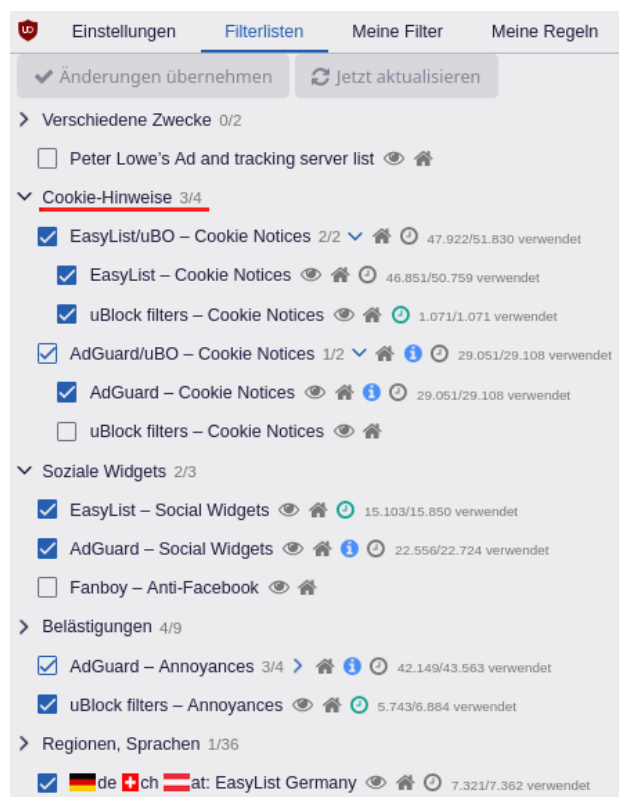 Einstellungen Filterlisten Meine Filter Meine Regeln
Änderungen übernehmen Jetzt aktualisieren
Verschiedene Zwecke 0/2
Peter Lowe's Ad and tracking server list
Cookie-Hinweise 3/4
EasyList/uBO – Cookie Notices 2/2 47.922/51.830 verwendet
EasyList – Cookie Notices 46.851/50.759 verwendet
uBlock filters – Cookie Notices 1.071/1.071 verwendet
AdGuard/uBO – Cookie Notices 1/2 29.051/29.108 verwendet
AdGuard – Cookie Notices 29.051/29.108 verwendet
uBlock filters – Cookie Notices
Soziale Widgets 2/3
EasyList – Social Widgets 15.103/15.850 verwendet
AdGuard – Social Widgets 22.556/22.724 verwendet
Fanboy – Anti-Facebook
Belästigungen 4/9
AdGuard – Annoyances 3/4 42.149/43.563 verwendet
uBlock filters – Annoyances 5.743/6.884 verwendet
Regionen, Sprachen 1/36
de ch at: EasyList Germany 7.321/7.362 verwendet